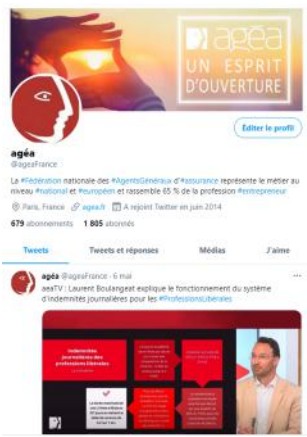 agéa
UN ESPRIT
D'OUVERTURE
Éditer le profil
agéa
@ageaFrance
La #Fédération nationale des #AgentsGénéraux d'#assurance représente le métier au
niveau #national et #européen et rassemble 65 % de la profession #entrepreneur
Paris, France agea.fr A rejoint Twitter en juin 2014
679 abonnements 1 805 abonnés
Tweets Tweets et réponses Médias J'aime
agéa @ageaFrance · 6 mai
aeaTV : Laurent Boulangeat explique le fonctionnement du système
d'indemnités journalières pour les #ProfessionsLibérales
Indemnités
journalières des
professions libérales